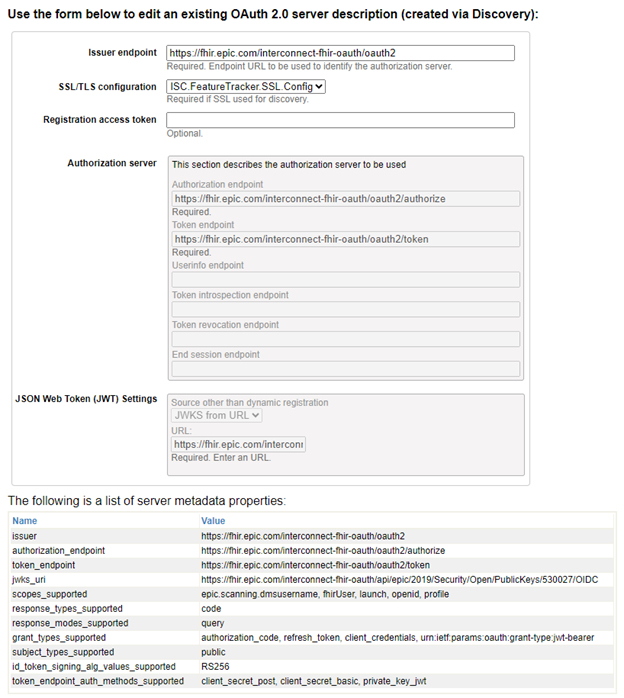 Use the form below to edit an existing OAuth 2.0 server description (created via Discovery):
Issuer endpoint
https://fhir.epic.com/interconnect-fhir-oauth/oauth2
Required. Endpoint URL to be used to identify the authorization server.
SSL/TLS configuration
ISC.FeatureTracker.SSL.Config
Required if SSL used for discovery.
Registration access token
Optional.
Authorization server
This section describes the authorization server to be used
Authorization endpoint
https://fhir.epic.com/interconnect-fhir-oauth/oauth2/authorize
Required.
Token endpoint
https://fhir.epic.com/interconnect-fhir-oauth/oauth2/token
Required.
Userinfo endpoint
Token introspection endpoint
Token revocation endpoint
End session endpoint
JSON Web Token (JWT) Settings
Source other than dynamic registration
JWKS from URL
URL:
https://fhir.epic.com/interconn
Required. Enter an URL.
The following is a list of server metadata properties:
Name Value
issuer https://fhir.epic.com/interconnect-fhir-oauth/oauth2
authorization_endpoint https://fhir.epic.com/interconnect-fhir-oauth/oauth2/authorize
token_endpoint https://fhir.epic.com/interconnect-fhir-oauth/oauth2/token
jwks_uri https://fhir.epic.com/interconnect-fhir-oauth/api/epic/2019/Security/Open/PublicKeys/530027/OIDC
scopes_supported epic.scanning.dmsusername, fhirUser, launch, openid, profile
response_types_supported code
response_modes_supported query
grant_types_supported authorization_code, refresh_token, client_credentials, urn:ietf:params:oauth:grant-type:jwt-bearer
subject_types_supported public
id_token_signing_alg_values_supported RS256
token_endpoint_auth_methods_supported client_secret_post, client_secret_basic, private_key_jwt